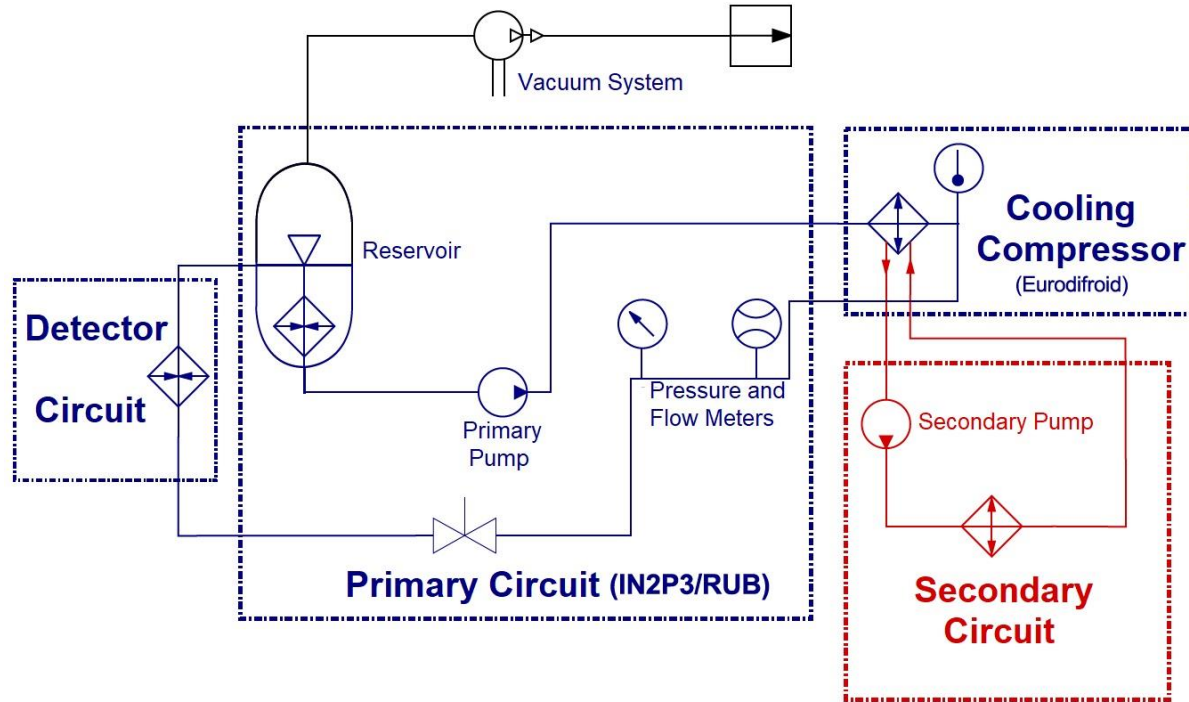 Vacuum System
Reservoir
Cooling
Compressor
(Eurodifroid)
Detector
Circuit
Pressure and
Flow Meters
Primary
Pump
Secondary Pump
Primary Circuit (IN2P3/RUB)
Secondary
Circuit